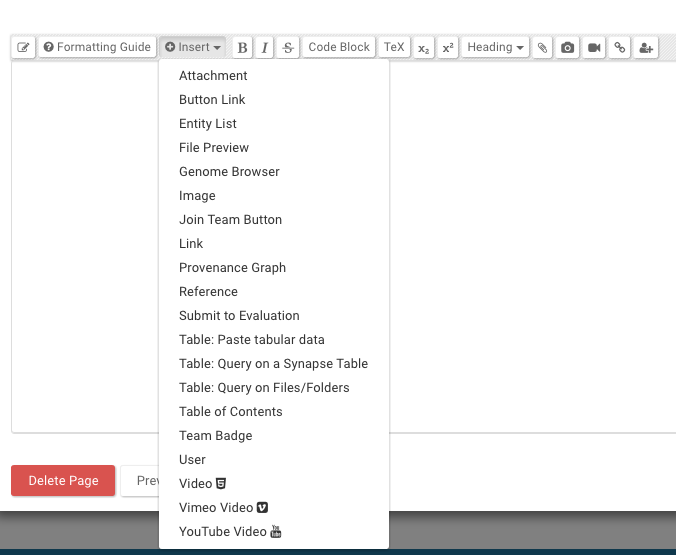 Formatting Guide Insert B I S Code Block TeX x₂ x² Heading
Attachment
Button Link
Entity List
File Preview
Genome Browser
Image
Join Team Button
Link
Provenance Graph
Reference
Submit to Evaluation
Table: Paste tabular data
Table: Query on a Synapse Table
Table: Query on Files/Folders
Table of Contents
Team Badge
User
Delete Page Prev
Video
Vimeo Video
YouTube Video